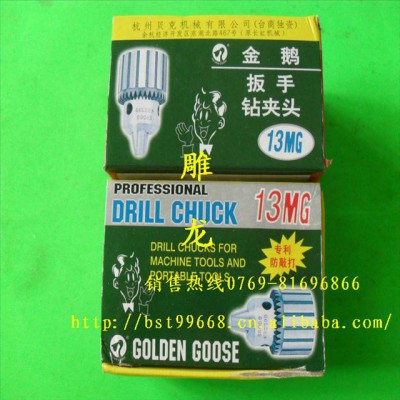 杭州贝克机械有限公司(台商独资)
金鹅
扳手
钻夹头
13MG
GOLDEN
GOOSE
雕
龙
PROFESSIONAL
DRILL CHUCK 13MG
DRILL CHUCKS FOR
MACHINE TOOLS AND
PORTABLE TOOLS
专利
防敲打
销售热线0769-81696866
http://bst99668.cn.alibaba.com/
GOLDEN GOOSE